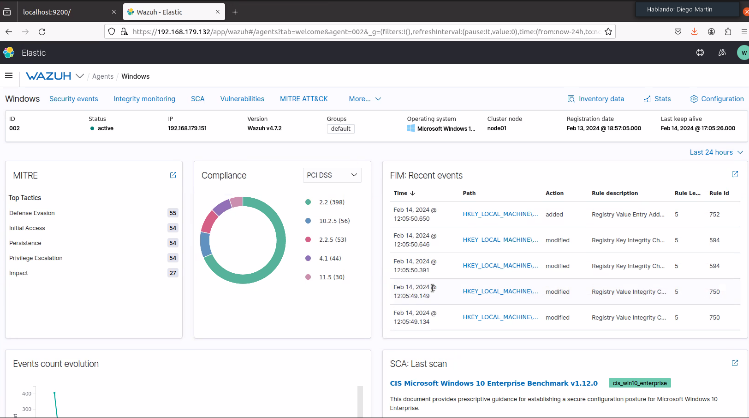 localhost:9200/
Wazuh - Elastic
Hablando: Diego Martín
https://192.168.179.132/app/wazuh#/agents?tab=welcome&agent=002&_g=(filters:!(),refreshInterval:(pause:!t,value:0),time:(from:now-24h,to:n
Elastic
W
WAZUH
Agents
Windows
Windows
Security events
Integrity monitoring
SCA
Vulnerabilities
MITRE ATT&CK
More...
Inventory data
Stats
Configuration
ID
Status
IP
Version
Groups
Operating system
Cluster node
Registration date
Last keep alive
002
active
192.168.179.151
Wazuh v4.7.2
default
Microsoft Windows 1...
node01
Feb 13, 2024 @ 18:57:05.000
Feb 14, 2024 @ 17:05:26.000
Last 24 hours
MITRE
Top Tactics
Defense Evasion 55
Initial Access 54
Persistence 54
Privilege Escalation 54
Impact 27
Compliance
PCI DSS
2.2 (398)
10.2.5 (56)
2.2.5 (53)
4.1 (44)
11.5 (30)
FIM: Recent events
Time Path Action Rule description Rule Le... Rule Id
Feb 14, 2024 @
12:05:50.650
HKEY_LOCAL_MACHINE\... added Registry Value Entry Add... 5 752
Feb 14, 2024 @
12:05:50.646
HKEY_LOCAL_MACHINE\... modified Registry Key Integrity Ch... 5 594
Feb 14, 2024 @
12:05:50.391
HKEY_LOCAL_MACHINE\... modified Registry Key Integrity Ch... 5 594
Feb 14, 2024 @
12:05:49.149
HKEY_LOCAL_MACHINE\... modified Registry Value Integrity C... 5 750
Feb 14, 2024 @
12:05:49.134
HKEY_LOCAL_MACHINE\... modified Registry Value Integrity C... 5 750
Events count evolution
400
300
SCA: Last scan
CIS Microsoft Windows 10 Enterprise Benchmark v1.12.0
cis_win10_enterprise
This document provides prescriptive guidance for establishing a secure configuration posture for Microsoft Windows 10
Enterprise.